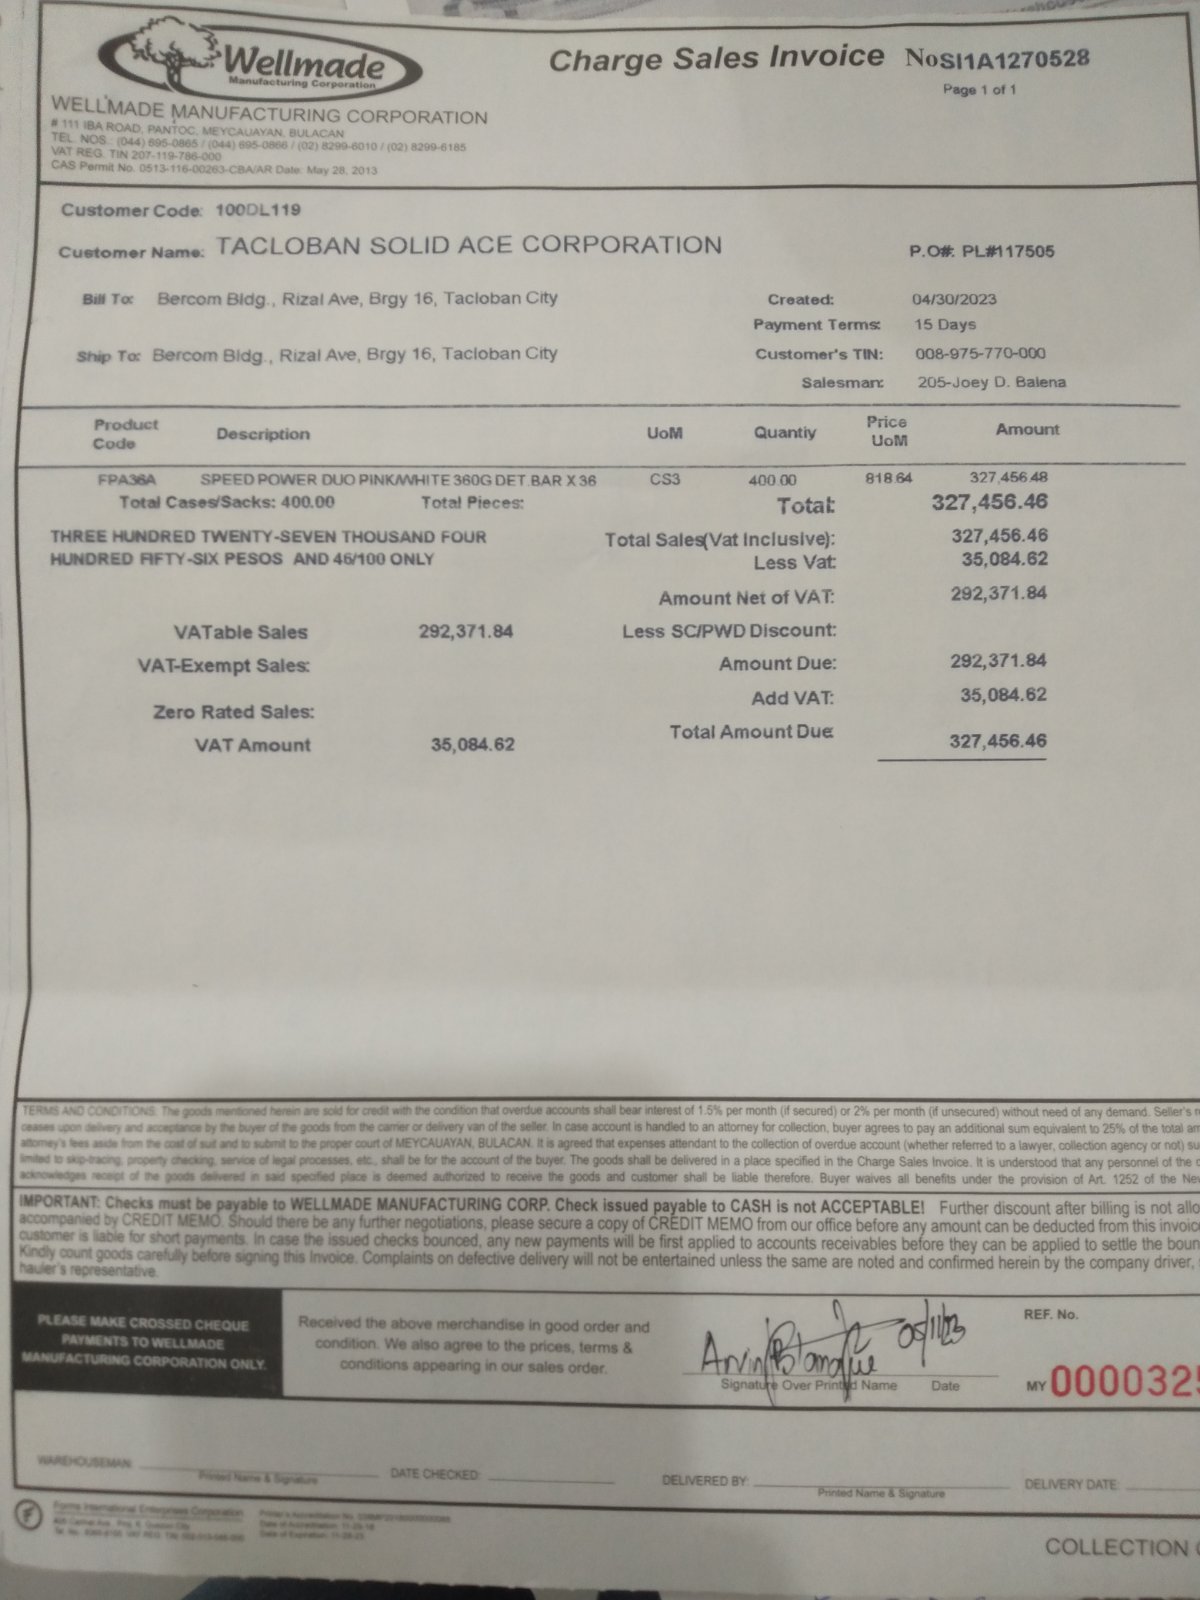 Wellmade
Manufacturing Corporation
Charge Sales Invoice NoSI1A1270528
Page 1 of 1
WELLMADE MANUFACTURING CORPORATION
# 111 IBA ROAD, PANTOC, MEYCAUAYAN, BULACAN
TEL. NOS.: (044) 695-0865 / (044) 695-0866 / (02) 8299-6010 / (02) 8299-6185
VAT REG. TIN 207-119-786-000
CAS Permit No. 0513-116-00263-CBA/AR Date: May 28, 2013
Customer Code: 100DL119
Customer Name: TACLOBAN SOLID ACE CORPORATION
P.O#: PL#117505
Bill To: Bercom Bldg., Rizal Ave, Brgy 16, Tacloban City
Created: 04/30/2023
Payment Terms: 15 Days
Ship To: Bercom Bldg., Rizal Ave, Brgy 16, Tacloban City
Customer's TIN: 008-975-770-000
Salesman: 205-Joey D. Balena
Product Code Description UoM Quantiy Price UoM Amount
FPA36A SPEED POWER DUO PINK/WHITE 360G DET.BAR X 36 CS3 400.00 818.64 327,456.48
Total Cases/Sacks: 400.00 Total Pieces: Total: 327,456.46
THREE HUNDRED TWENTY-SEVEN THOUSAND FOUR
HUNDRED FIFTY-SIX PESOS AND 46/100 ONLY
Total Sales(Vat Inclusive): 327,456.46
Less Vat: 35,084.62
Amount Net of VAT: 292,371.84
VATable Sales 292,371.84
Less SC/PWD Discount:
VAT-Exempt Sales:
Amount Due: 292,371.84
Add VAT: 35,084.62
Zero Rated Sales:
Total Amount Due: 327,456.46
VAT Amount 35,084.62
TERMS AND CONDITIONS: The goods mentioned herein are sold for credit with the condition that overdue accounts shall bear interest of 1.5% per month (if secured) or 2% per month (if unsecured) without need of any demand. Seller's
ceases upon delivery and acceptance by the buyer of the goods from the carrier or delivery van of the seller. In case account is handled to an attorney for collection, buyer agrees to pay an additional sum equivalent to 25% of the total
attorney's fees aside from the cost of suit and to submit to the proper court of MEYCAUAYAN, BULACAN. It is agreed that expenses attendant to the collection of overdue account (whether referred to a lawyer, collection agency or not)
limited to skip-tracing, property checking, service of legal processes, etc., shall be for the account of the buyer. The goods shall be delivered in a place specified in the Charge Sales Invoice. It is understood that any personnel of the
acknowledges receipt of the goods delivered in said specified place is deemed authorized to receive the goods and customer shall be liable therefore. Buyer waives all benefits under the provision of Art. 1252 of the
IMPORTANT: Checks must be payable to WELLMADE MANUFACTURING CORP. Check issued payable to CASH is not ACCEPTABLE! Further discount after billing is not
accompanied by CREDIT MEMO. Should there be any further negotiations, please secure a copy of CREDIT MEMO from our office before any amount can be deducted from this
customer is liable for short payments. In case the issued checks bounced, any new payments will be first applied to accounts receivables before they can be applied to settle the
Kindly count goods carefully before signing this Invoice. Complaints on defective delivery will not be entertained unless the same are noted and confirmed herein by the company driver,
hauler's representative.
PLEASE MAKE CROSSED CHEQUE
PAYMENTS TO WELLMADE
MANUFACTURING CORPORATION ONLY.
Received the above merchandise in good order and
condition. We also agree to the prices, terms &
conditions appearing in our sales order.
Arvin 05/11/23
Signature Over Printed Name Date
REF. No.
MY 0000325
WAREHOUSEMAN:
Printed Name & Signature
DATE CHECKED:
DELIVERED BY:
Printed Name & Signature
DELIVERY DATE:
Forms International Enterprises Corporation
COLLECTION